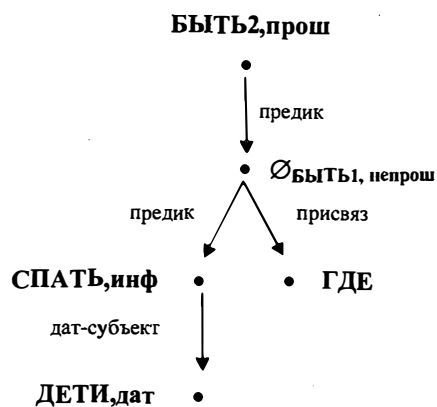 БЫТЬ2,прош
предик
∅БЫТЬ1, непрош
предик присвяз
СПАТЬ,инф ГДЕ
дат-субъект
ДЕТИ,дат